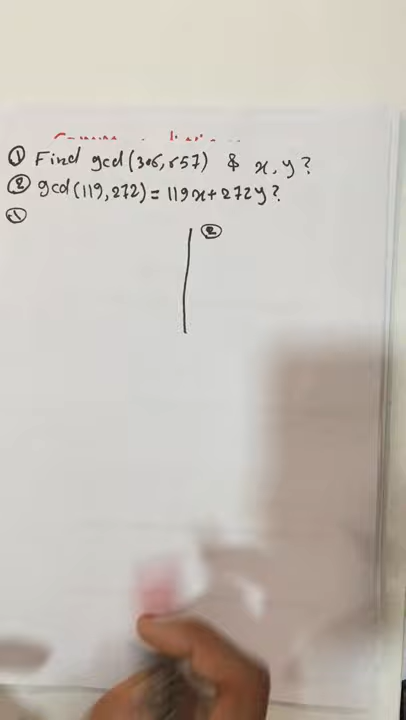 ① Find gcd(306,657) & x,y?
② gcd(119,272) = 119x+272y?
①
②